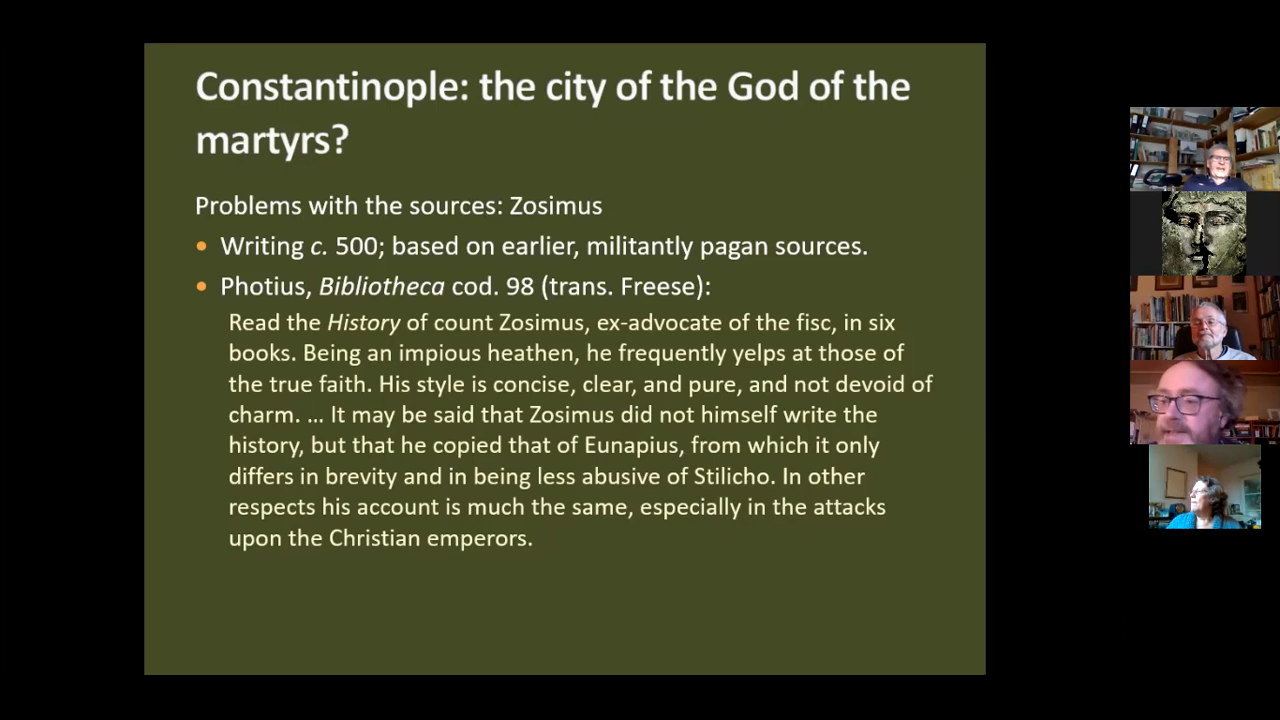 Constantinople: the city of the God of the
martyrs?
Problems with the sources: Zosimus
• Writing c. 500; based on earlier, militantly pagan sources.
• Photius, Bibliotheca cod. 98 (trans. Freese):
Read the History of count Zosimus, ex-advocate of the fisc, in six
books. Being an impious heathen, he frequently yelps at those of
the true faith. His style is concise, clear, and pure, and not devoid of
charm. … It may be said that Zosimus did not himself write the
history, but that he copied that of Eunapius, from which it only
differs in brevity and in being less abusive of Stilicho. In other
respects his account is much the same, especially in the attacks
upon the Christian emperors.